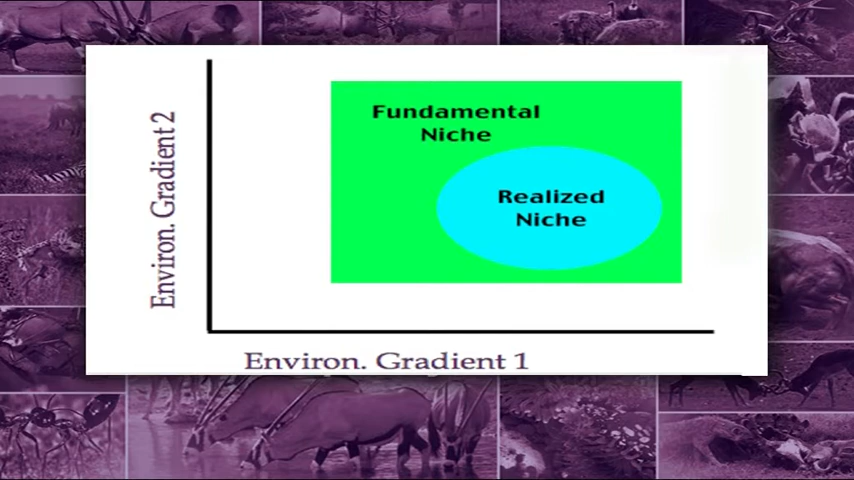 Fundamental
Niche
Realized
Niche
Environ. Gradient 2
Environ. Gradient 1